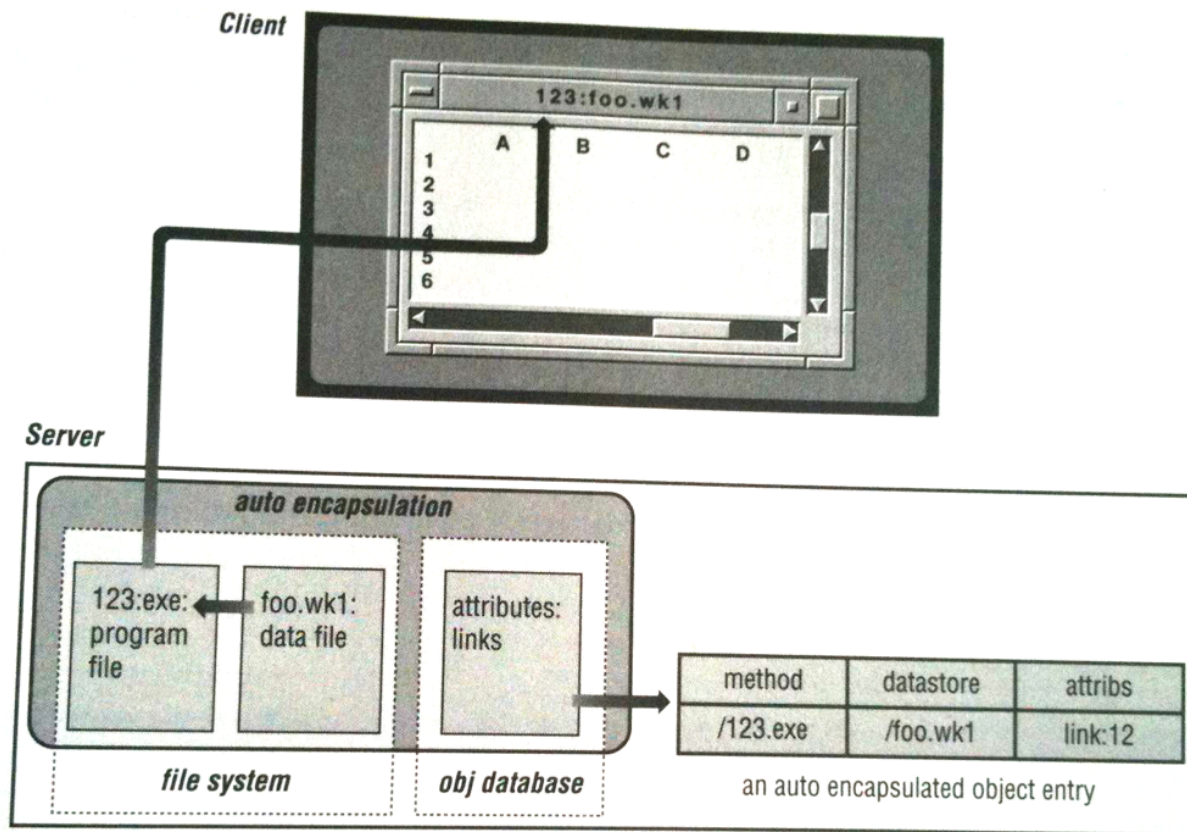 Client
123:foo.wk1
A B C D
1
2
3
4
5
6
Server
auto encapsulation
123:exe:
program
file
foo.wk1:
data file
attributes:
links
file system
obj database
method datastore attribs
/123.exe /foo.wk1 link:12
an auto encapsulated object entry